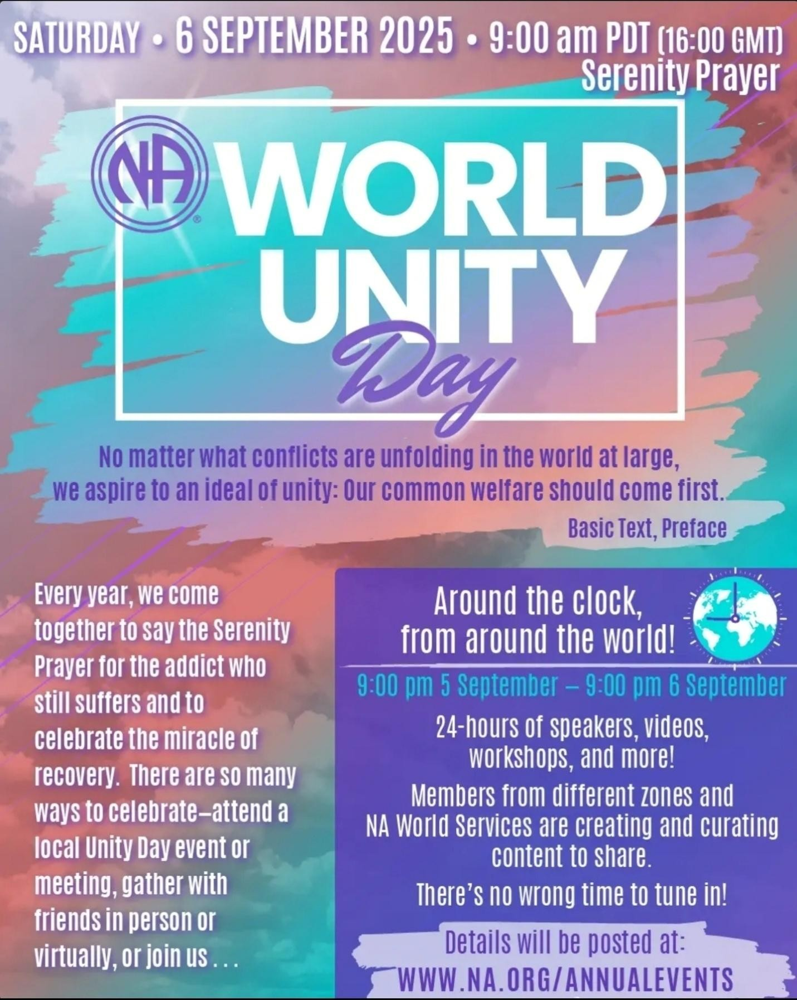 SATURDAY • 6 SEPTEMBER 2025 • 9:00 am PDT (16:00 GMT)
Serenity Prayer
NA
®
WORLD
UNITY
Day
No matter what conflicts are unfolding in the world at large,
we aspire to an ideal of unity: Our common welfare should come first.
Basic Text, Preface
Every year, we come
together to say the Serenity
Prayer for the addict who
still suffers and to
celebrate the miracle of
recovery. There are so many
ways to celebrate–attend a
local Unity Day event or
meeting, gather with
friends in person or
virtually, or join us . . .
Around the clock,
from around the world!
9:00 pm 5 September – 9:00 pm 6 September
24-hours of speakers, videos,
workshops, and more!
Members from different zones and
NA World Services are creating and curating
content to share.
There's no wrong time to tune in!
Details will be posted at:
WWW.NA.ORG/ANNUALEVENTS